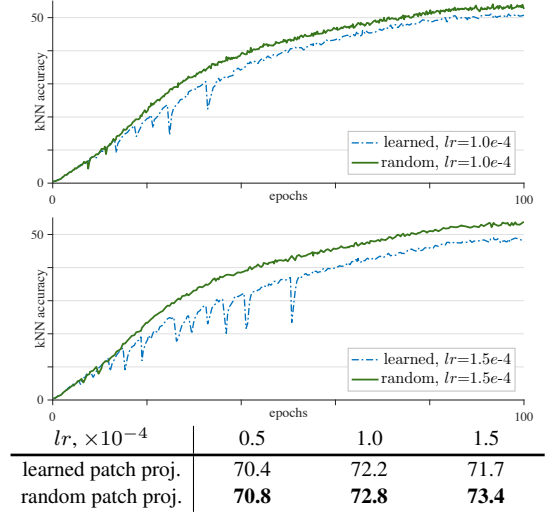 50
kNN accuracy
learned, lr=1.0e-4
random, lr=1.0e-4
0
0
epochs
100
50
kNN accuracy
learned, lr=1.5e-4
random, lr=1.5e-4
0
0
epochs
100
lr, ×10⁻⁴ 0.5 1.0 1.5
learned patch proj. 70.4 72.2 71.7
random patch proj. 70.8 72.8 73.4